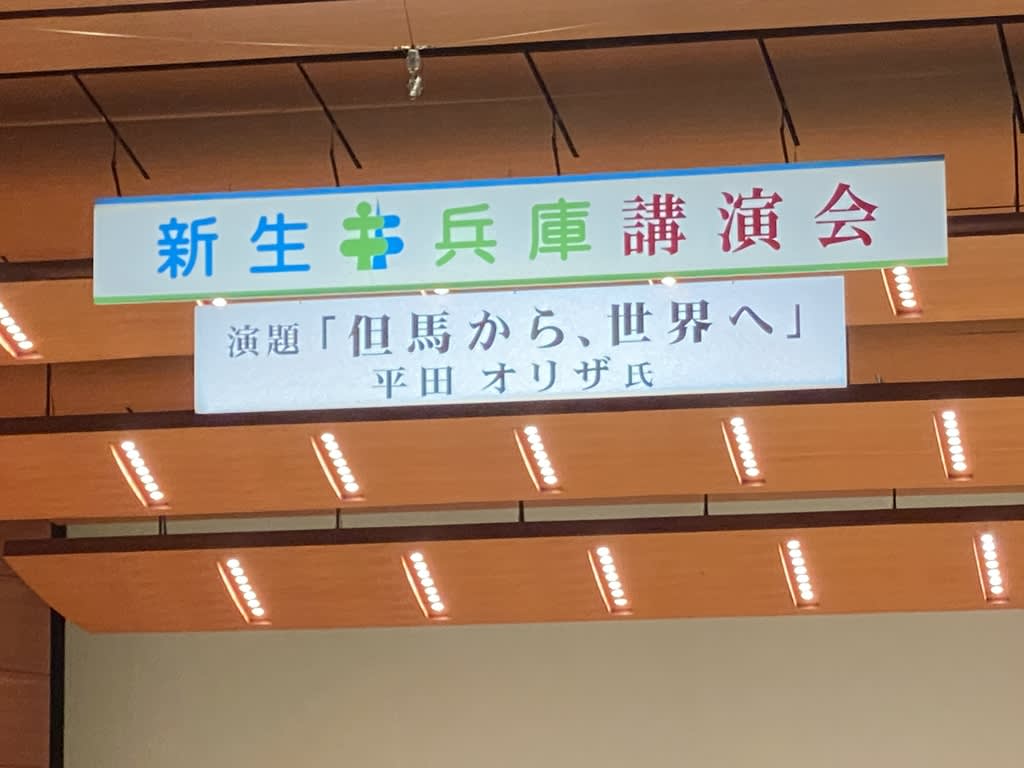 新生兵庫講演会
演題「但馬から、世界へ」
平田 オリザ氏